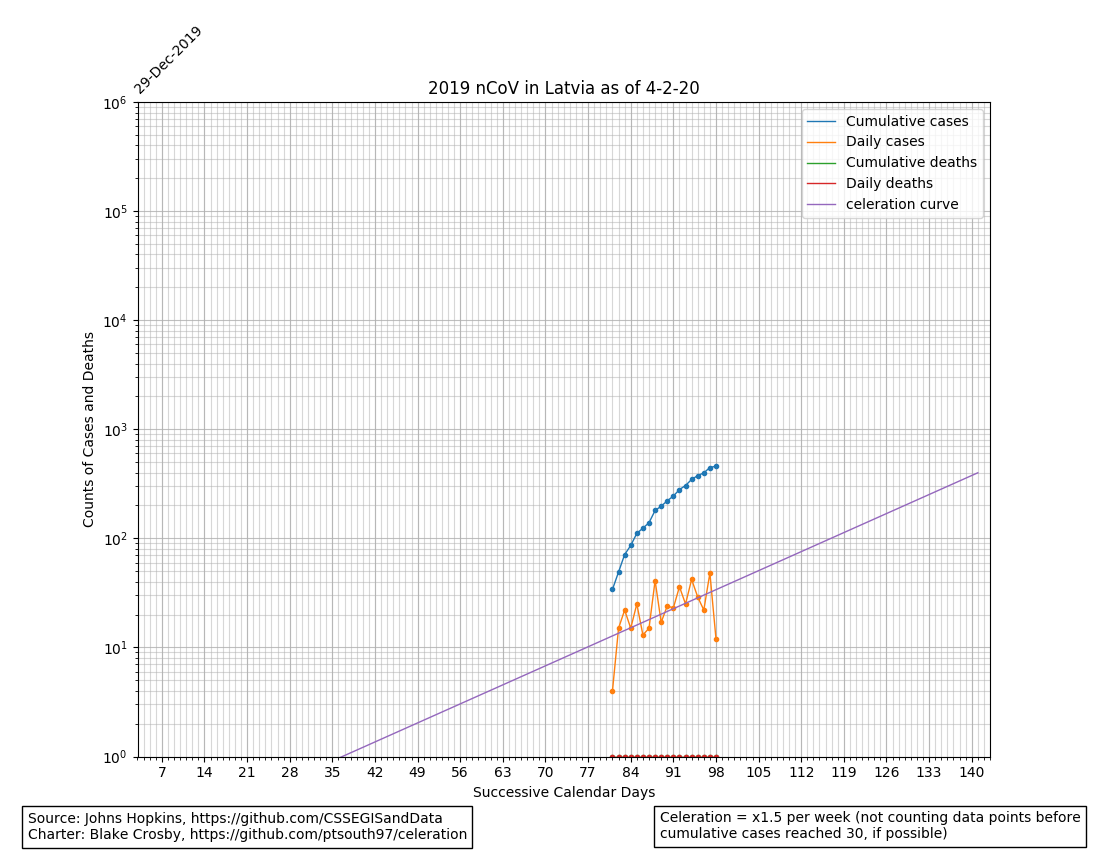 29-Dec-2019
2019 nCoV in Latvia as of 4-2-20
10^6
10^5
10^4
10^3
10^2
10^1
10^0
Counts of Cases and Deaths
Cumulative cases
Daily cases
Cumulative deaths
Daily deaths
celeration curve
7 14 21 28 35 42 49 56 63 70 77 84 91 98 105 112 119 126 133 140
Successive Calendar Days
Source: Johns Hopkins, https://github.com/CSSEGISandData
Charter: Blake Crosby, https://github.com/ptsouth97/celeration
Celeration = x1.5 per week (not counting data points before
cumulative cases reached 30, if possible)